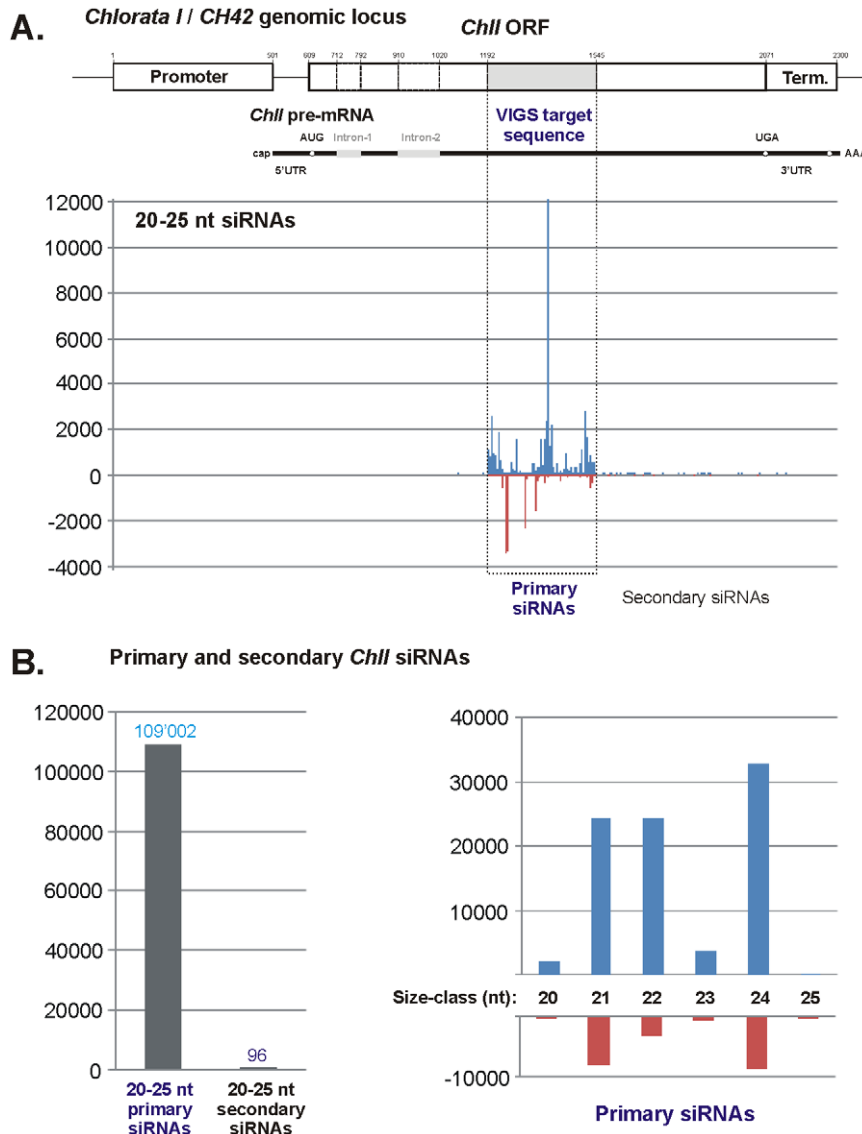 A.
Chlorata I / CH42 genomic locus
ChlI ORF
1 501 609 712 792 910 1020 1192 1545 2071 2300
Promoter Term.
ChlI pre-mRNA
VIGS target
sequence
AUG Intron-1 Intron-2 UGA
cap AAA
5'UTR 3'UTR
20-25 nt siRNAs
12000
10000
8000
6000
4000
2000
0
-2000
-4000
Primary
siRNAs
Secondary siRNAs
B.
Primary and secondary ChlI siRNAs
120000
100000
80000
60000
40000
20000
0
109'002
96
20-25 nt
primary
siRNAs
20-25 nt
secondary
siRNAs
40000
30000
20000
10000
Size-class (nt): 20 21 22 23 24 25
-10000
Primary siRNAs